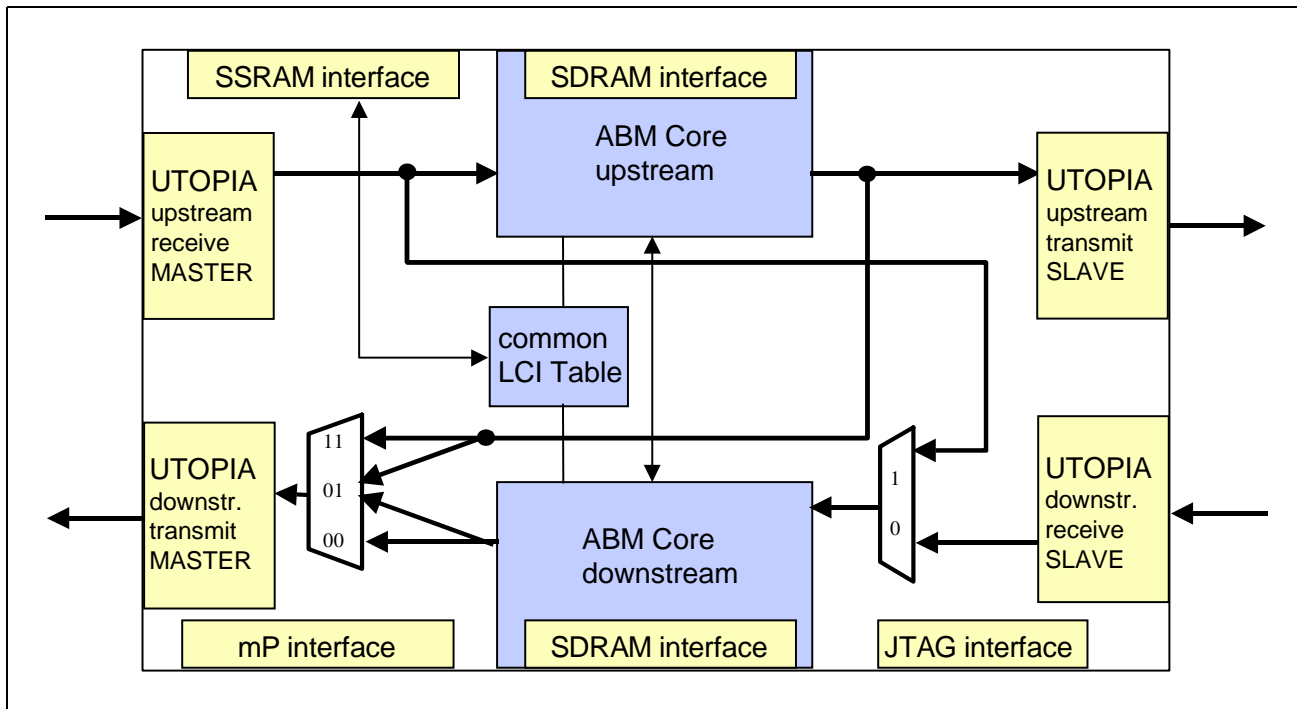 SSRAM interface
SDRAM interface
ABM Core
upstream
UTOPIA
upstream
receive
MASTER
UTOPIA
upstream
transmit
SLAVE
common
LCI Table
11
01
00
1
0
UTOPIA
downstr.
transmit
MASTER
ABM Core
downstream
UTOPIA
downstr.
receive
SLAVE
mP interface
SDRAM interface
JTAG interface